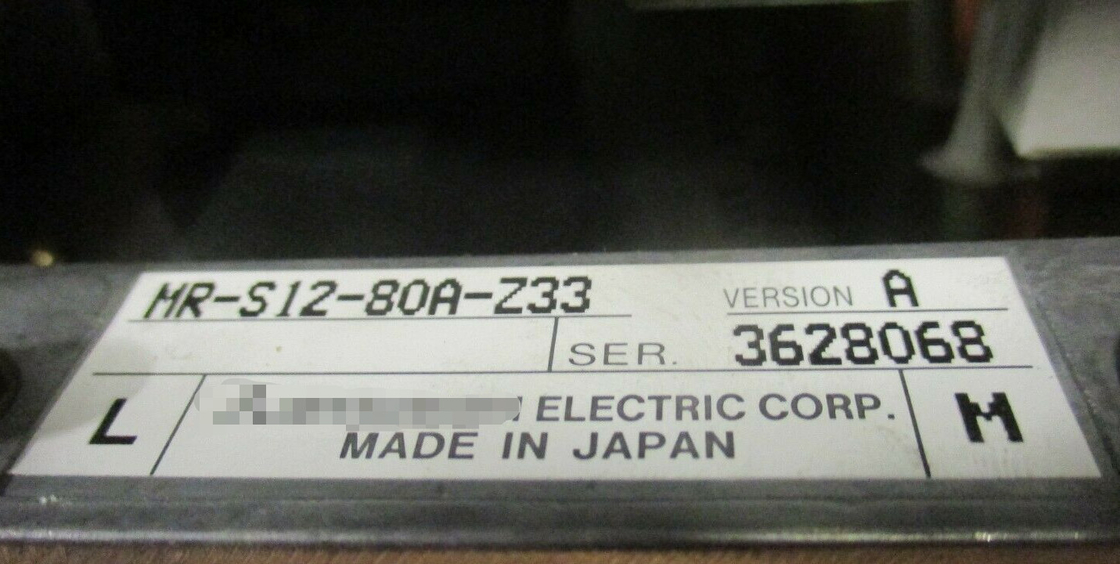 MR-S12-80A-Z33 VERSION A
SER. 3628068
L ELECTRIC CORP. M
MADE IN JAPAN